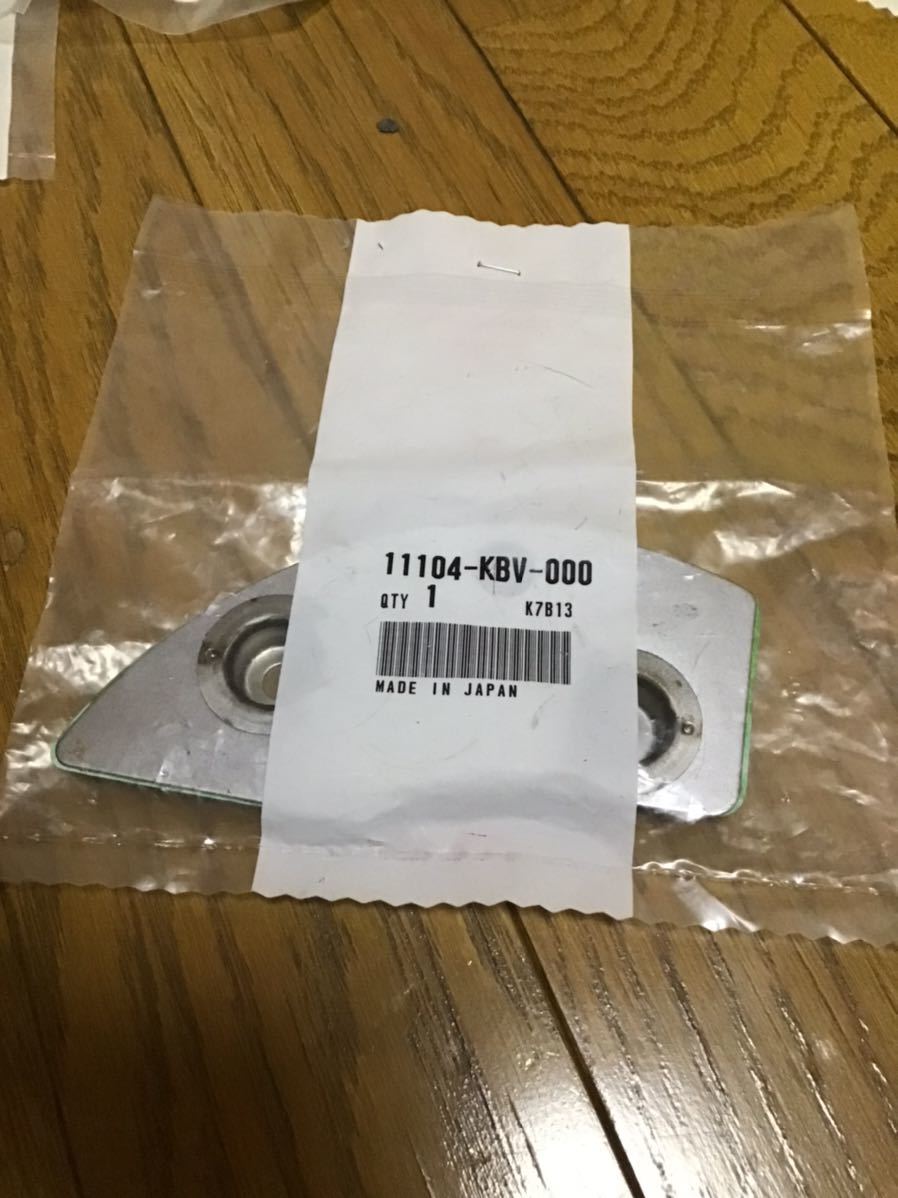 11104-KBV-000
QTY 1 K7B13
MADE IN JAPAN